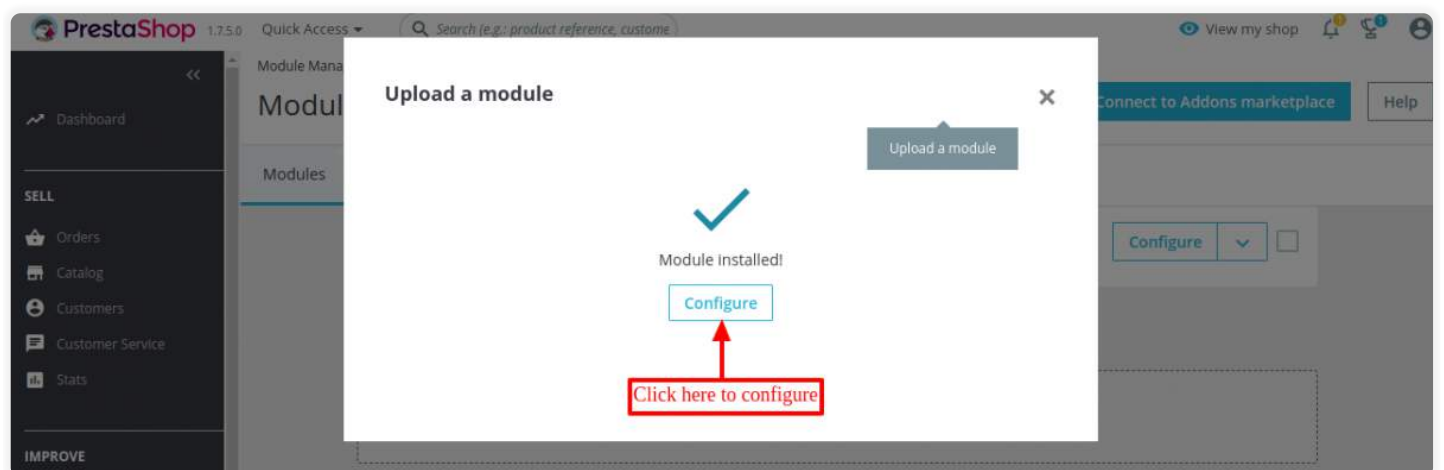 PrestaShop 1.7.5.0 Quick Access Search (e.g.: product reference, custome View my shop
Module Mana
Modul
Upload a module
Connect to Addons marketplace Help
Dashboard
Upload a module
Modules
SELL
Orders
Configure
Module installed!
Catalog
Configure
Customers
Customer Service
Stats
Click here to configure
IMPROVE